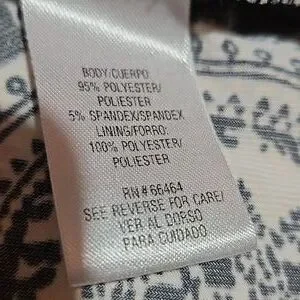 BODY/CUERPO:
95% POLYESTER/
POLIESTER
5% SPANDEX/SPANDEX
LINING/FORRO:
100% POLYESTER/
POLIESTER
RN# 66464
SEE REVERSE FOR CARE/
VER AL DORSO
PARA CUIDADO